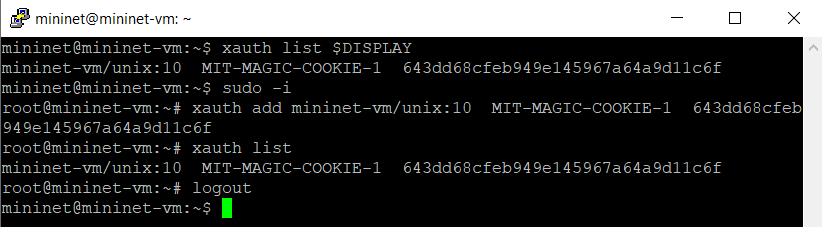 mininet@mininet-vm: ~
mininet@mininet-vm:~$ xauth list $DISPLAY
mininet-vm/unix:10  MIT-MAGIC-COOKIE-1  643dd68cfeb949e145967a64a9d11c6f
mininet@mininet-vm:~$ sudo -i
root@mininet-vm:~# xauth add mininet-vm/unix:10  MIT-MAGIC-COOKIE-1  643dd68cfeb
949e145967a64a9d11c6f
root@mininet-vm:~# xauth list
mininet-vm/unix:10  MIT-MAGIC-COOKIE-1  643dd68cfeb949e145967a64a9d11c6f
root@mininet-vm:~# logout
mininet@mininet-vm:~$